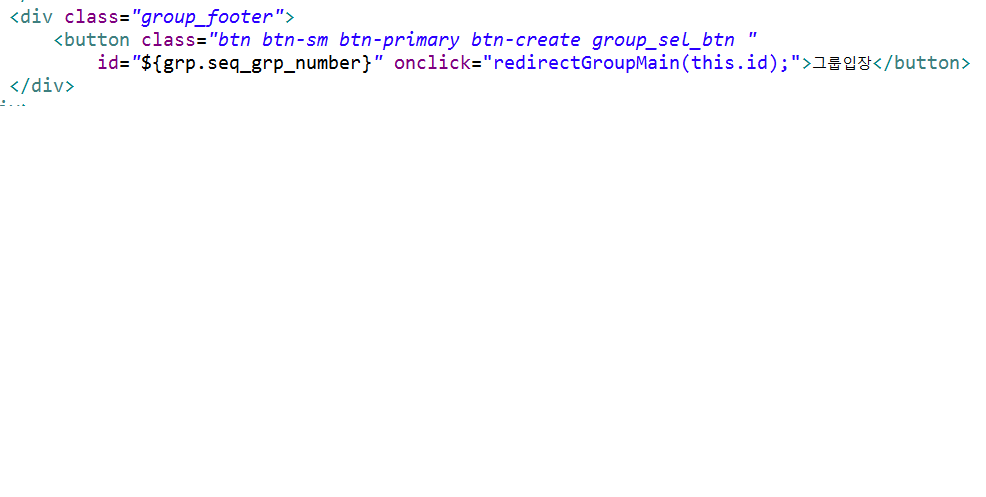 <div class="group_footer">
<button class="btn btn-sm btn-primary btn-create group_sel_btn "
id="${grp.seq_grp_number}" onclick="redirectGroupMain(this.id);">그룹입장</button>
</div>